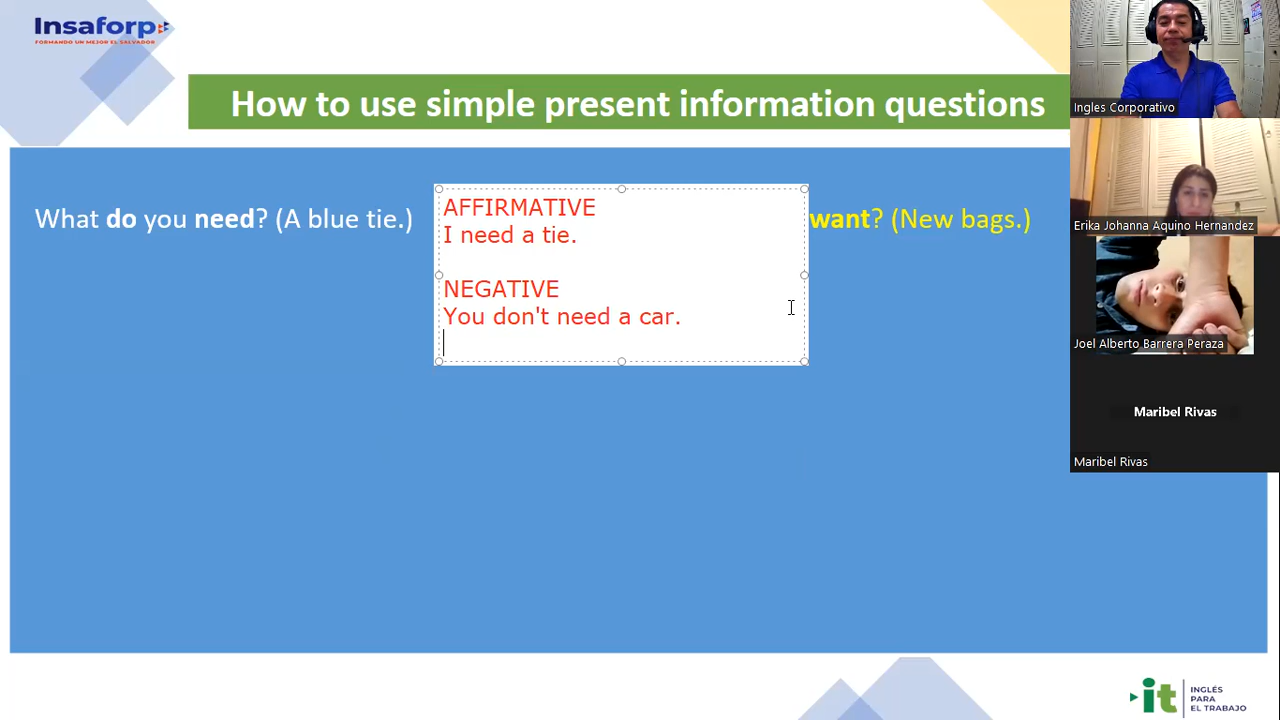 Insaforp
FORMANDO UN MEJOR EL SALVADOR
How to use simple present information questions
What do you need? (A blue tie.)
want? (New bags.)
AFFIRMATIVE
I need a tie.
NEGATIVE
You don't need a car.
Ingles Corporativo
Erika Johanna Aquino Hernandez
Joel Alberto Barrera Peraza
Maribel Rivas
Maribel Rivas
it
INGLÉS
PARA
EL TRABAJO